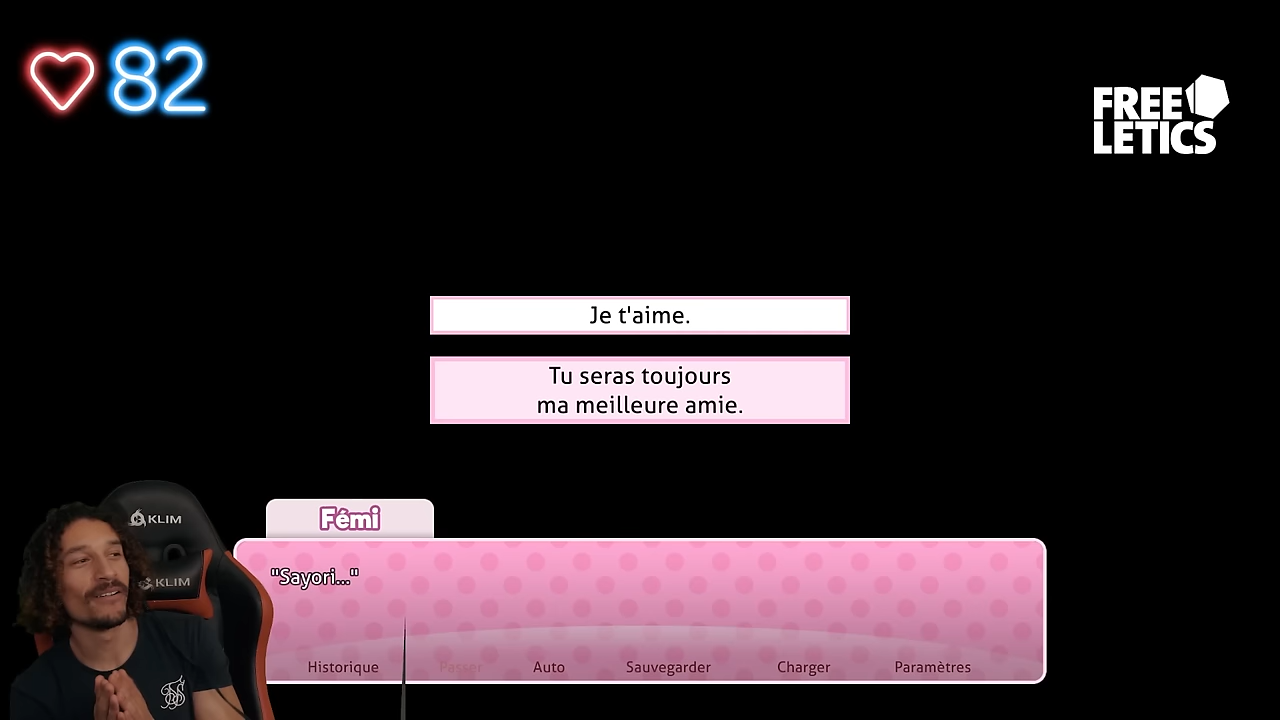 82
FREE
LETICS
Je t'aime.
Tu seras toujours
ma meilleure amie.
KLIM
KLIM
Fémi
"Sayori..."
Historique Passer Auto Sauvegarder Charger Paramètres